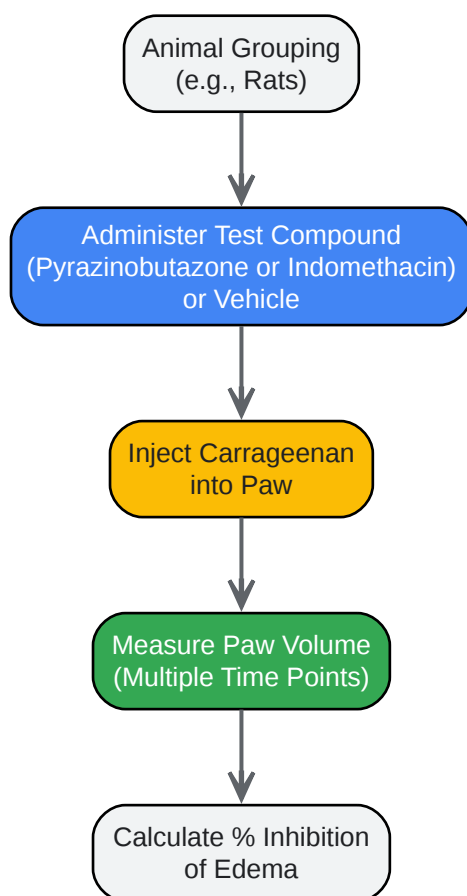 Animal Grouping
(e.g., Rats)
Administer Test Compound
(Pyrazinobutazone or Indomethacin)
or Vehicle
Inject Carrageenan
into Paw
Measure Paw Volume
(Multiple Time Points)
Calculate % Inhibition
of Edema